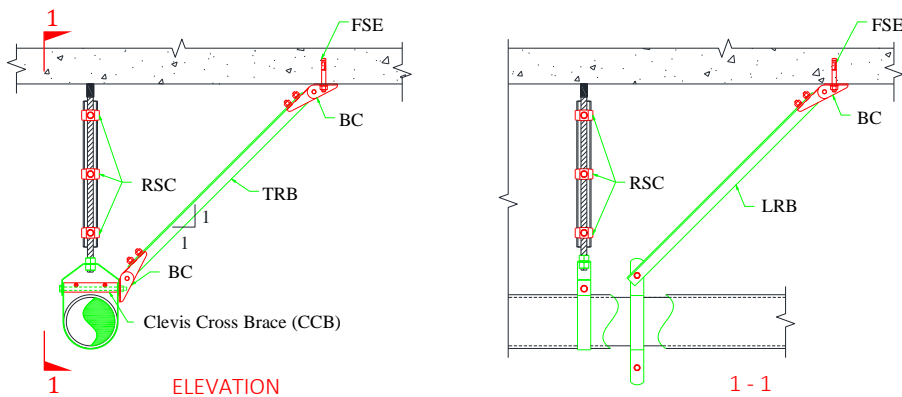 1
FSE
BC
RSC
TRB
1
1
BC
Clevis Cross Brace (CCB)
1
ELEVATION
FSE
BC
RSC
LRB
1 - 1